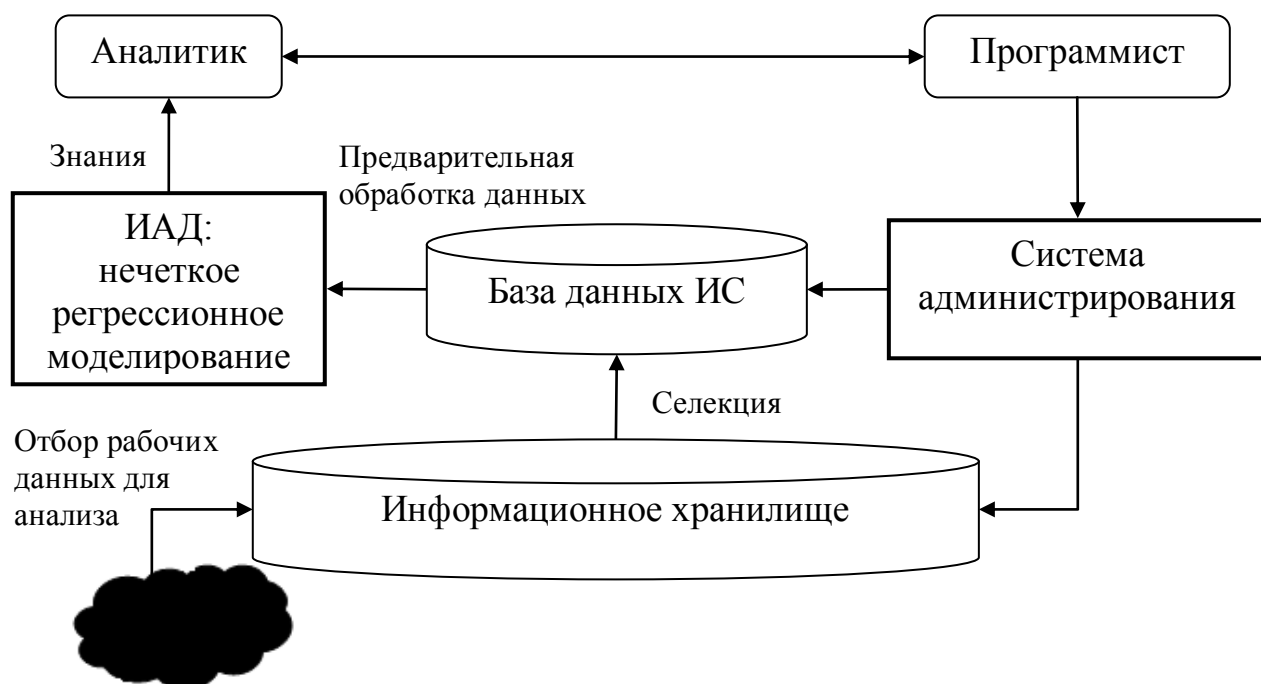 Аналитик
Программист
Знания
Предварительная
обработка данных
ИАД:
нечеткое
регрессионное
моделирование
База данных ИС
Система
администрирования
Селекция
Отбор рабочих
данных для
анализа
Информационное хранилище